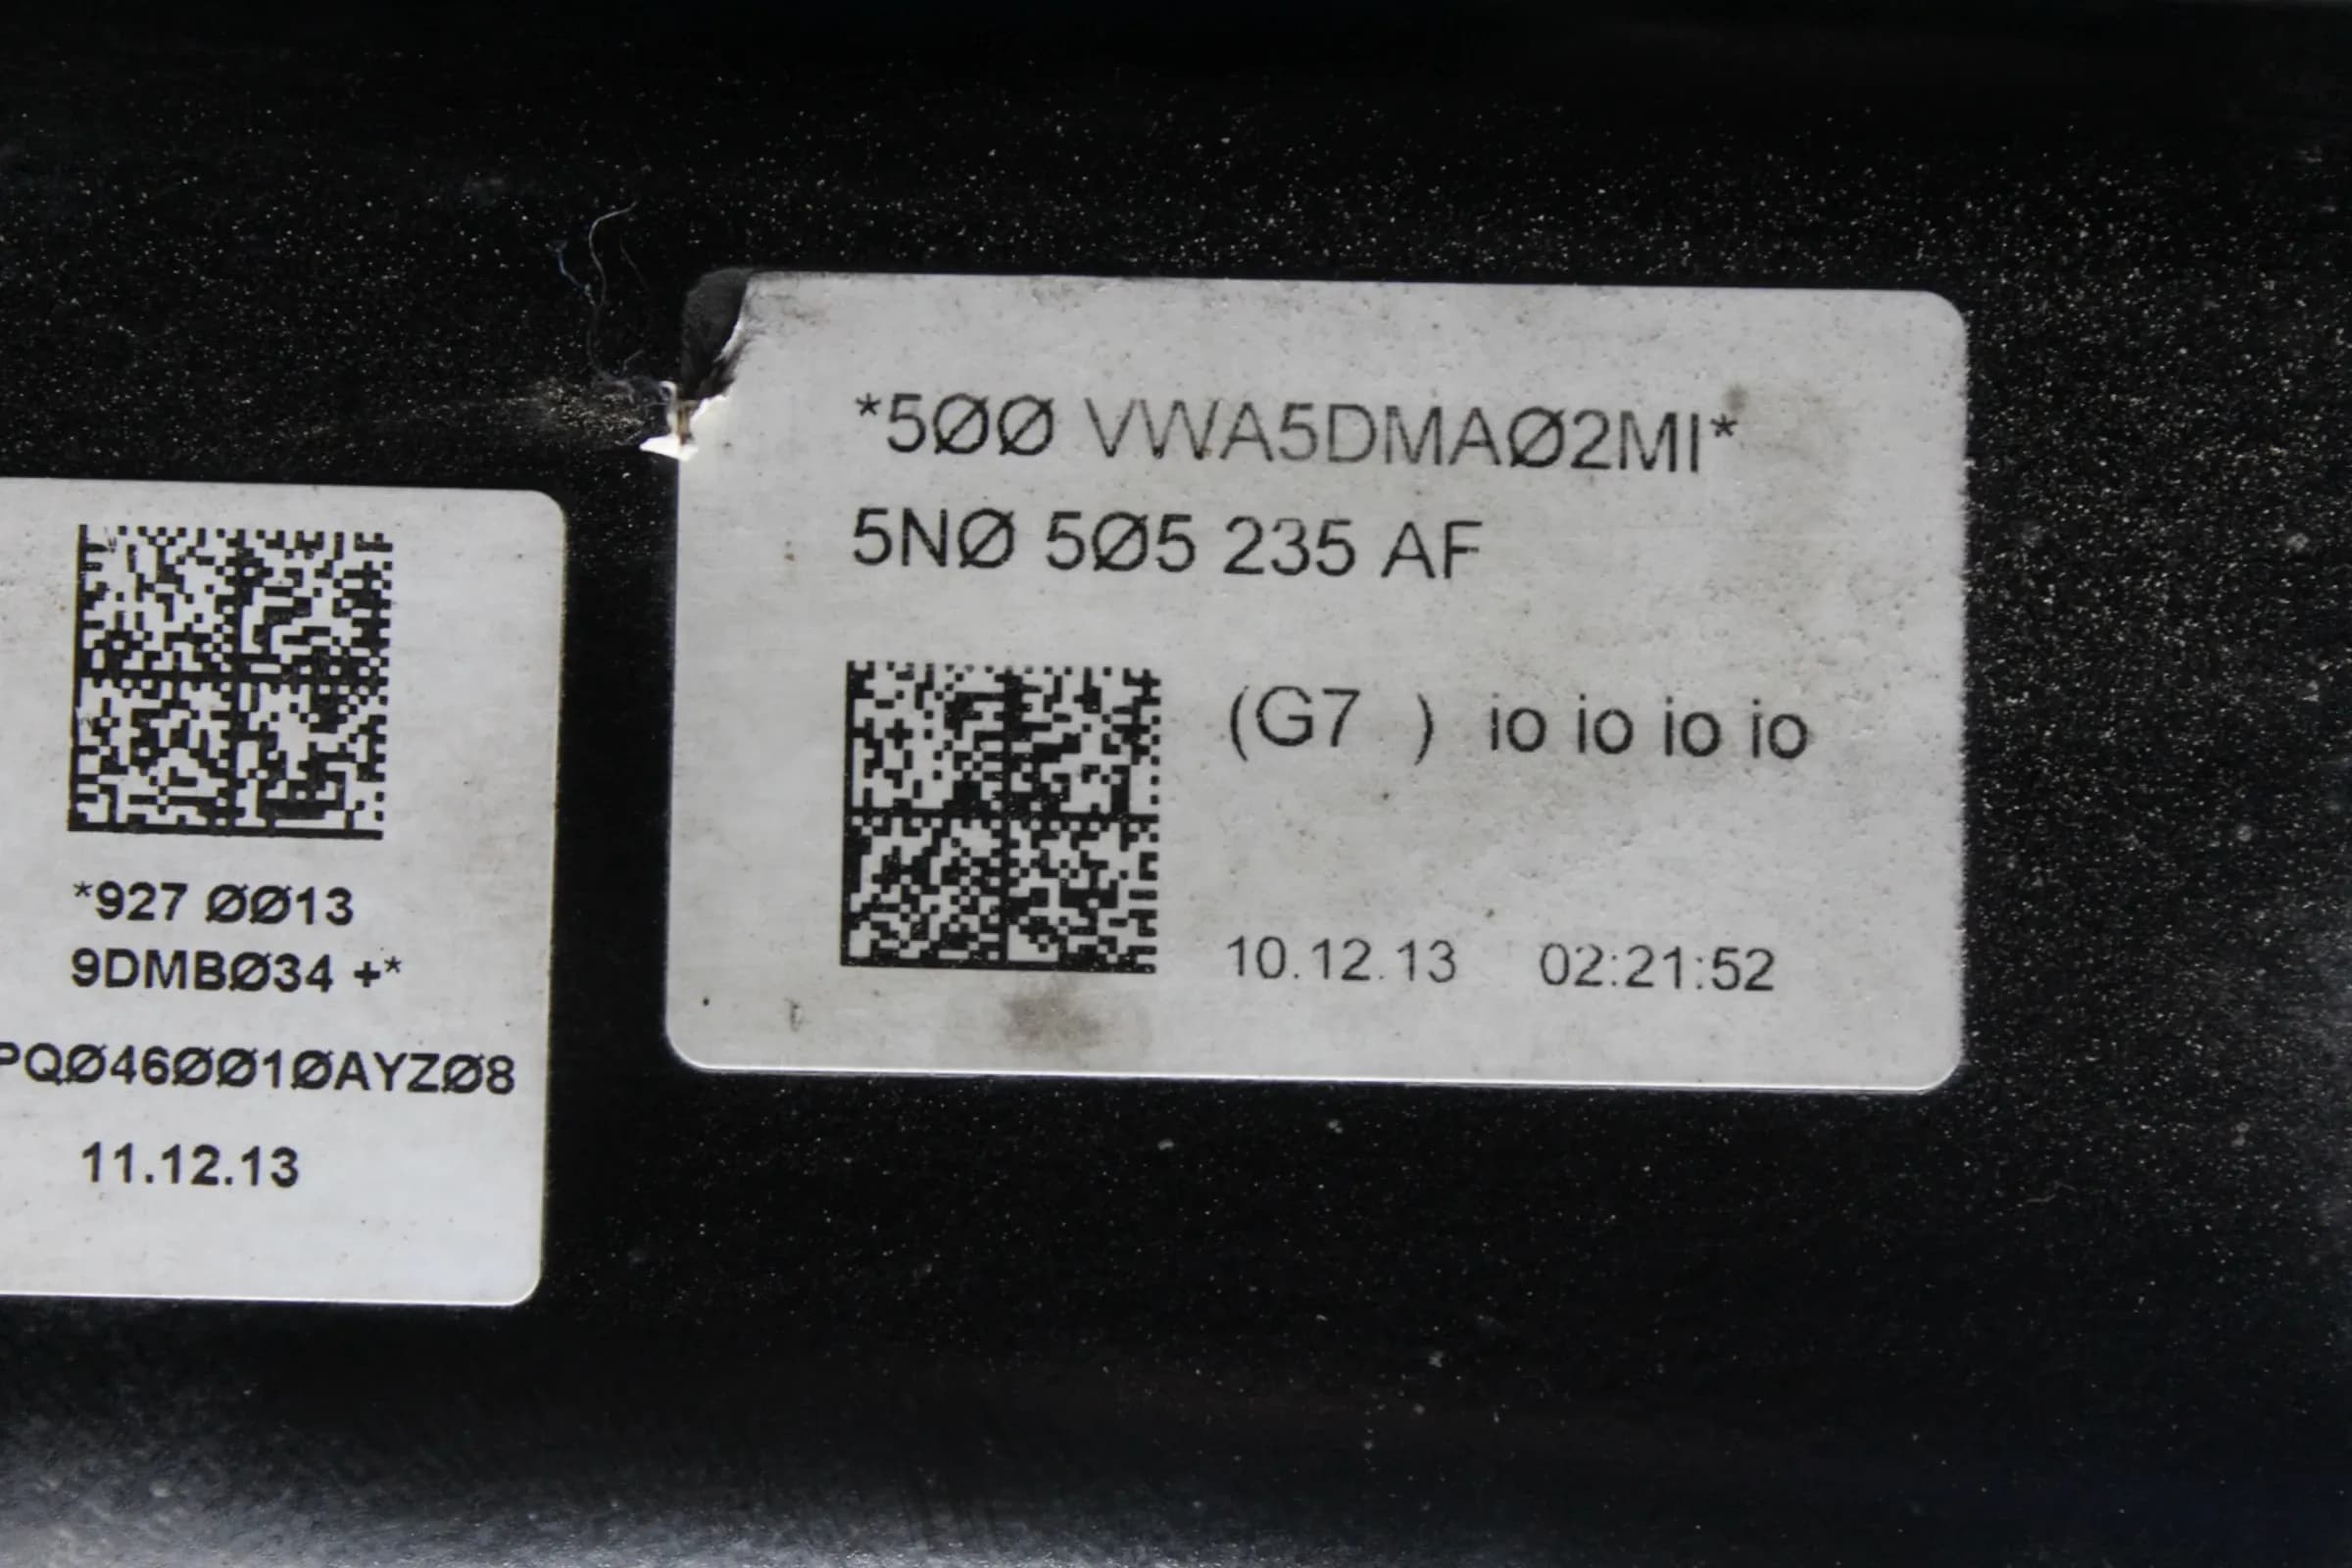 *5ØØ VWA5DMAØ2MI*
5NØ 5Ø5 235 AF
(G7 ) io io io io
10.12.13 02:21:52
*927 ØØ13
9DMBØ34 +*
PQØ46ØØ1ØAYZØ8
11.12.13